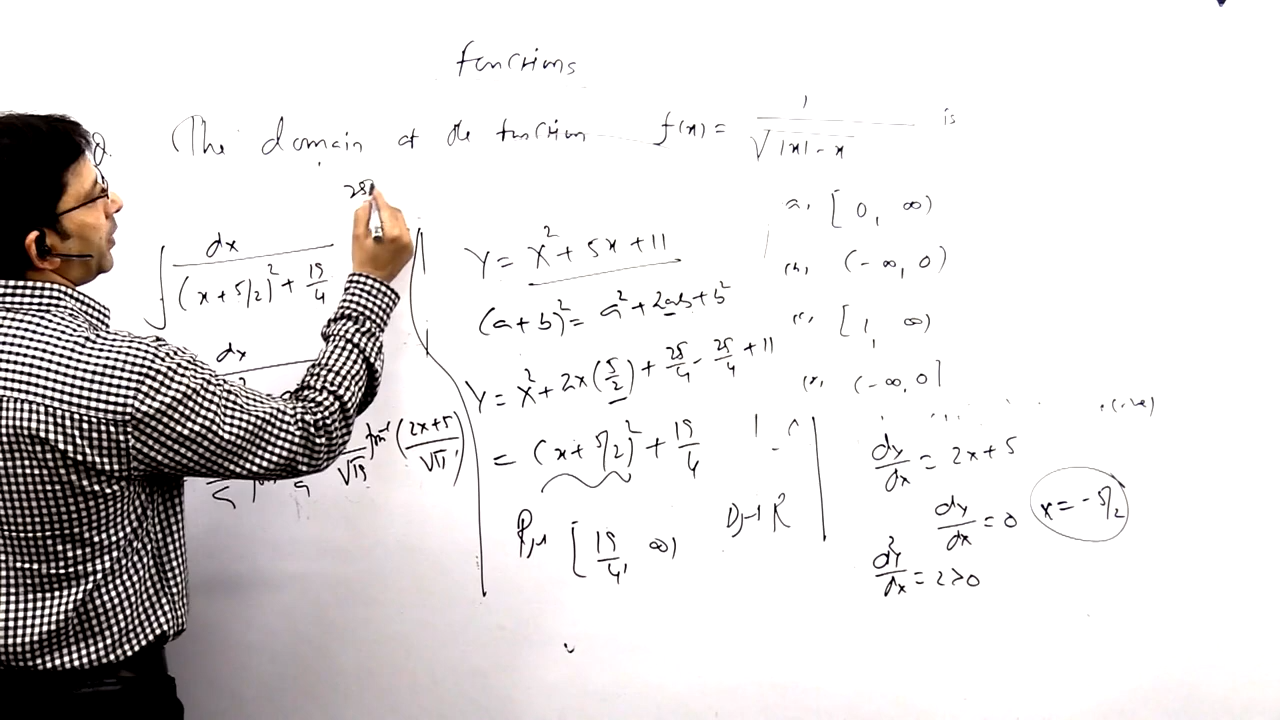 functions
Q. The domain of the function f(x) = 1/√(|x| - x) is
a, [0, ∞)
(b, (-∞, 0)
(c, [1, ∞)
(-∞, 0]
25
∫ dx/((x + 5/2)² + 19/4)
dx
tan⁻¹((2x+5)/√19)
Y = x² + 5x + 11
(a+b)² = a² + 2ab + b²
Y = x² + 2x(5/2) + 25/4 - 25/4 + 11
= (x + 5/2)² + 19/4
[19/4, ∞)
R
dy/dx = 2x + 5
dy/dx = 0
x = -5/2
d²y/dx = 2>0